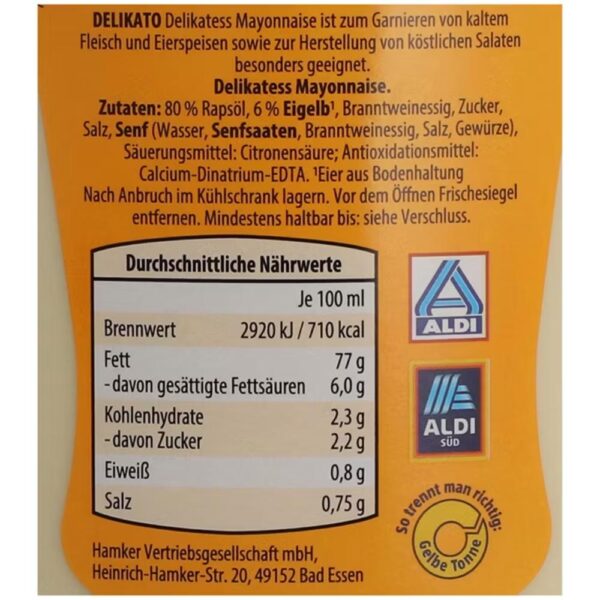 DELIKATO Delikatess Mayonnaise ist zum Garnieren von kaltem
Fleisch und Eierspeisen sowie zur Herstellung von köstlichen Salaten
besonders geeignet.
Delikatess Mayonnaise.
Zutaten: 80 % Rapsöl, 6 % Eigelb¹, Branntweinessig, Zucker,
Salz, Senf (Wasser, Senfsaaten, Branntweinessig, Salz, Gewürze),
Säuerungsmittel: Citronensäure; Antioxidationsmittel:
Calcium-Dinatrium-EDTA. ¹Eier aus Bodenhaltung
Nach Anbruch im Kühlschrank lagern. Vor dem Öffnen Frischesiegel
entfernen. Mindestens haltbar bis: siehe Verschluss.
Durchschnittliche Nährwerte
Je 100 ml
Brennwert 2920 kJ / 710 kcal
Fett 77 g
- davon gesättigte Fettsäuren 6,0 g
Kohlenhydrate 2,3 g
- davon Zucker 2,2 g
Eiweiß 0,8 g
Salz 0,75 g
ALDI
ALDI
SÜD
So trennt man richtig:
Gelbe Tonne
Hamker Vertriebsgesellschaft mbH,
Heinrich-Hamker-Str. 20, 49152 Bad Essen